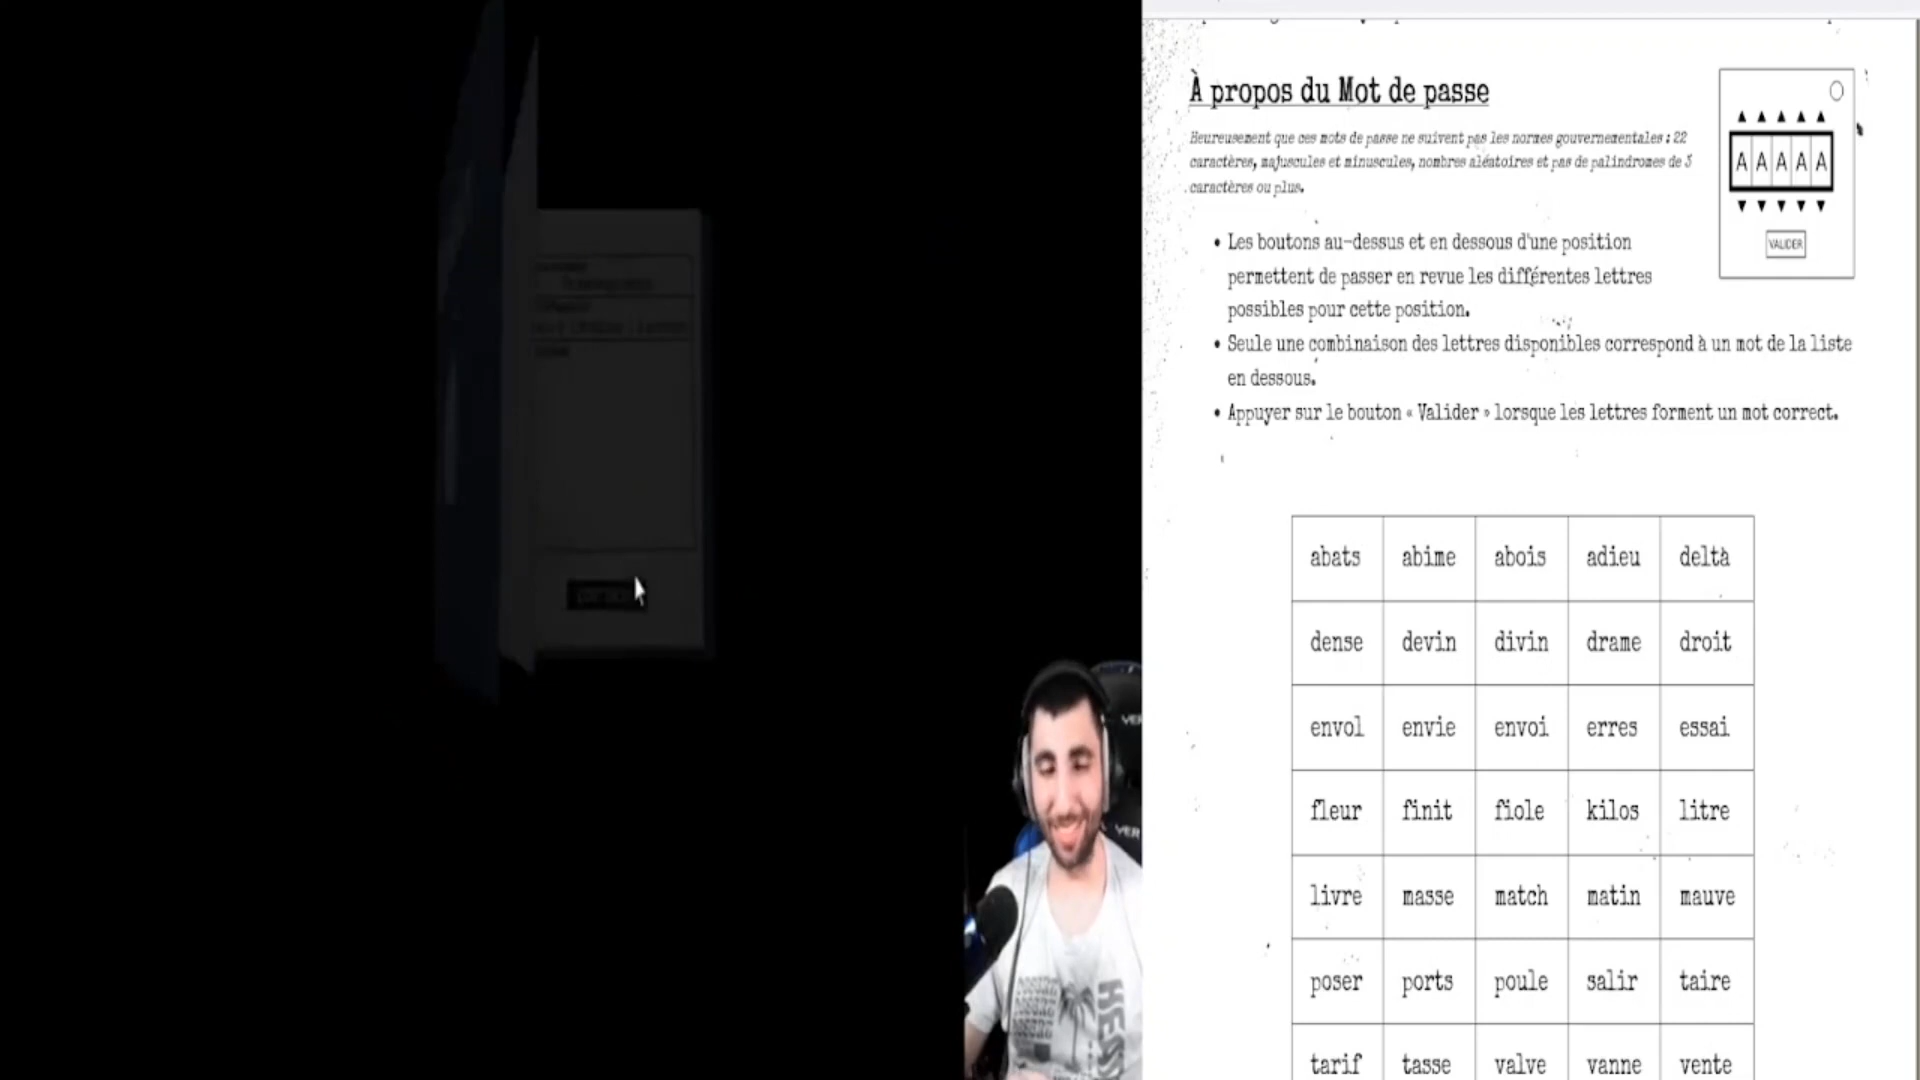 À propos du Mot de passe
Heureusement que ces mots de passe ne suivent pas les normes gouvernementales : 22
caractères, majuscules et minuscules, nombres aléatoires et pas de palindromes de 3
caractères ou plus.
A A A A A
VALIDER
• Les boutons au-dessus et en dessous d'une position
permettent de passer en revue les différentes lettres
possibles pour cette position.
• Seule une combinaison des lettres disponibles correspond à un mot de la liste
en dessous.
• Appuyer sur le bouton « Valider » lorsque les lettres forment un mot correct.
abats abime abois adieu deltà
dense devin divin drame droit
envol envie envoi erres essai
fleur finit fiole kilos litre
livre masse match matin mauve
poser ports poule salir taire
tarif tasse valve vanne vente
YER
YER